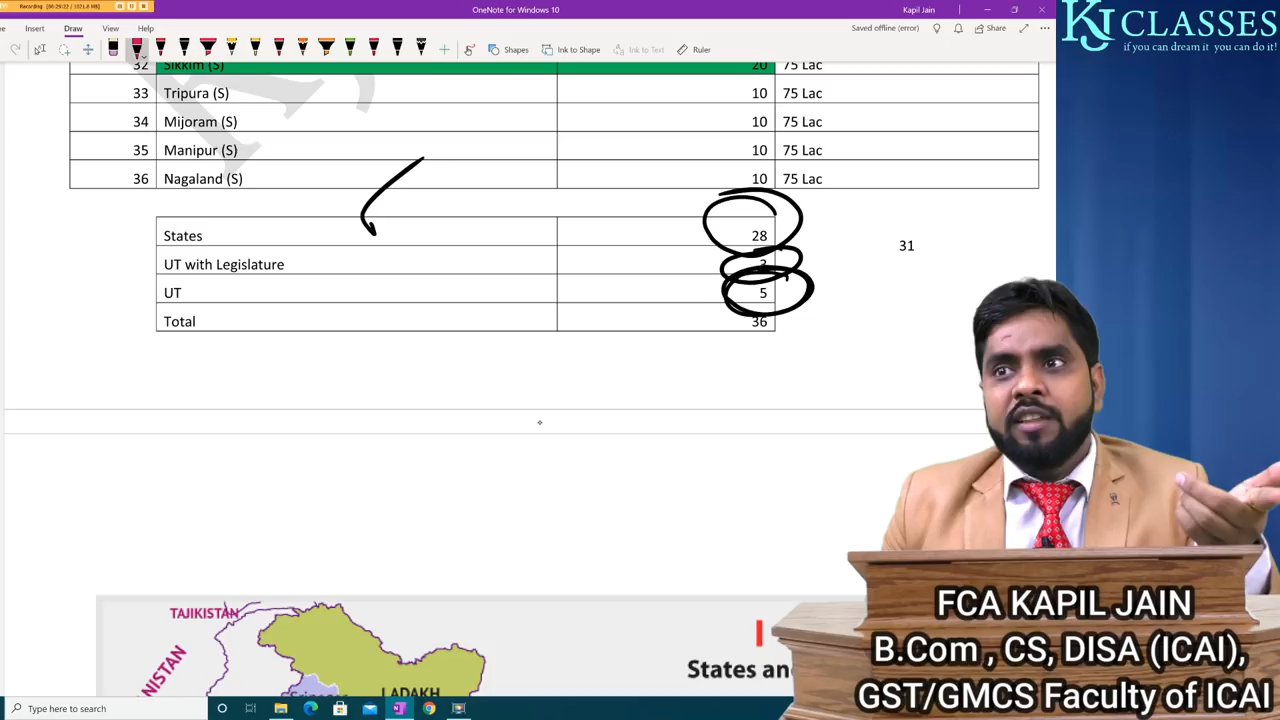 Recording
OneNote for Windows 10
Kapil Jain
Insert Draw View Help
Saved offline (error)
Share
Shapes Ink to Shape Ink to Text Ruler
KJ CLASSES
if you can dream it you can do it!
32 Sikkim (S) 20 75 Lac
33 Tripura (S) 10 75 Lac
34 Mijoram (S) 10 75 Lac
35 Manipur (S) 10 75 Lac
36 Nagaland (S) 10 75 Lac
States 28
31
UT with Legislature 3
UT 5
Total 36
TAJIKISTAN
NISTAN
LADAKH
Srinagar
I
States an
FCA KAPIL JAIN
B.Com , CS, DISA (ICAI),
GST/GMCS Faculty of ICAI
Type here to search